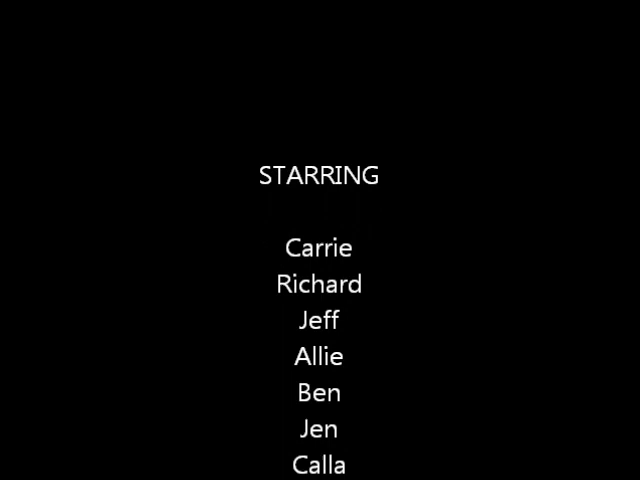 STARRING
Carrie
Richard
Jeff
Allie
Ben
Jen
Calla